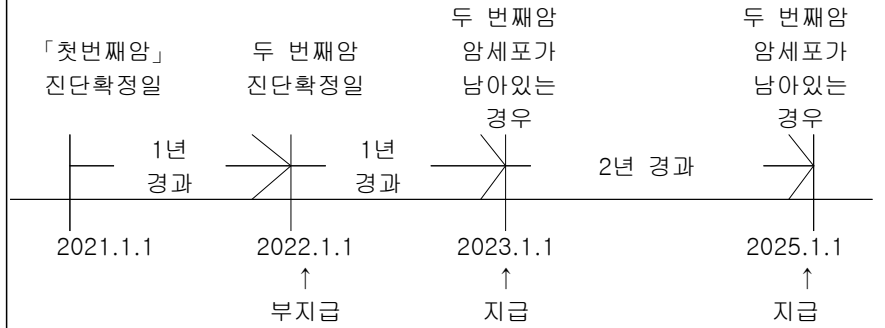 두 번째암 두 번째암
「첫번째암」 두 번째암 암세포가 암세포가
진단확정일 진단확정일 남아있는 남아있는
경우 경우
1년 1년
2년 경과
경과 경과
2021.1.1 2022.1.1 2023.1.1 2025.1.1
↑ ↑ ↑
부지급 지급 지급